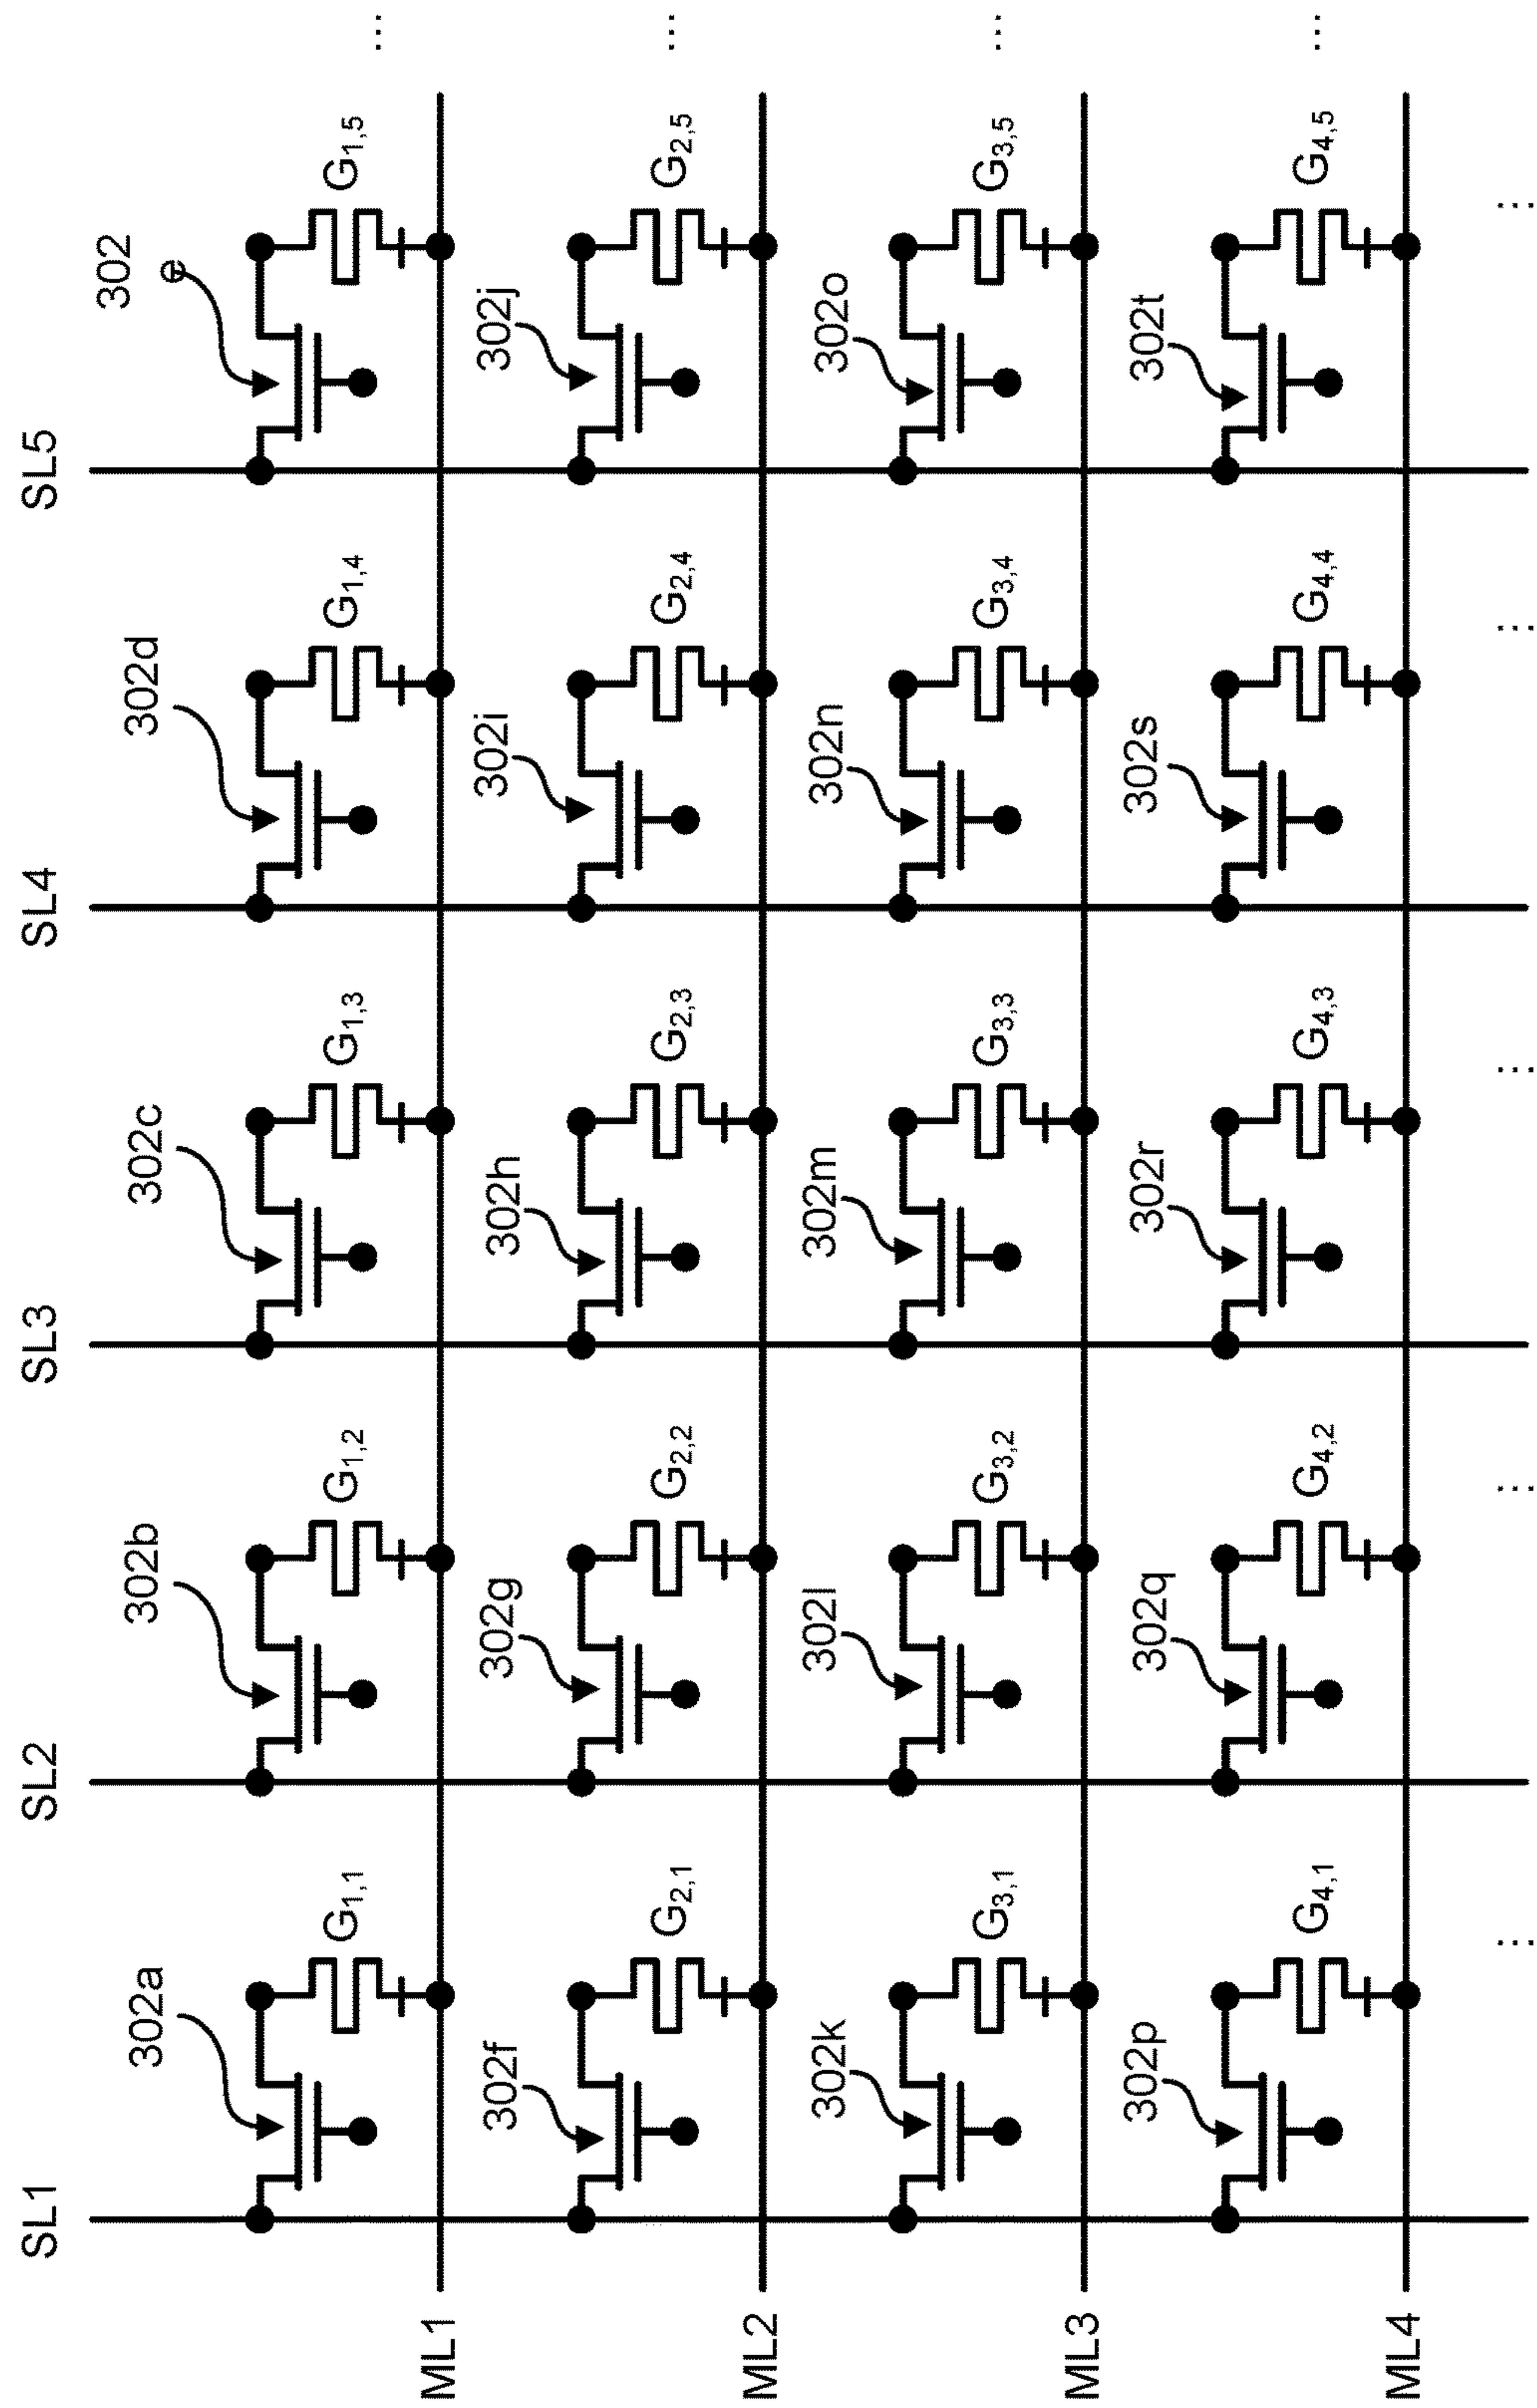 SL1 SL2 SL3 SL4 SL5
302a 302b 302c 302d 302
e
G1,1 G1,2 G1,3 G1,4 G1,5 ...
ML1
302f 302g 302h 302i 302j
G2,1 G2,2 G2,3 G2,4 G2,5 ...
ML2
302k 302l 302m 302n 302o
G3,1 G3,2 G3,3 G3,4 G3,5 ...
ML3
302p 302q 302r 302s 302t
G4,1 G4,2 G4,3 G4,4 G4,5 ...
ML4
... ... ... ... ...